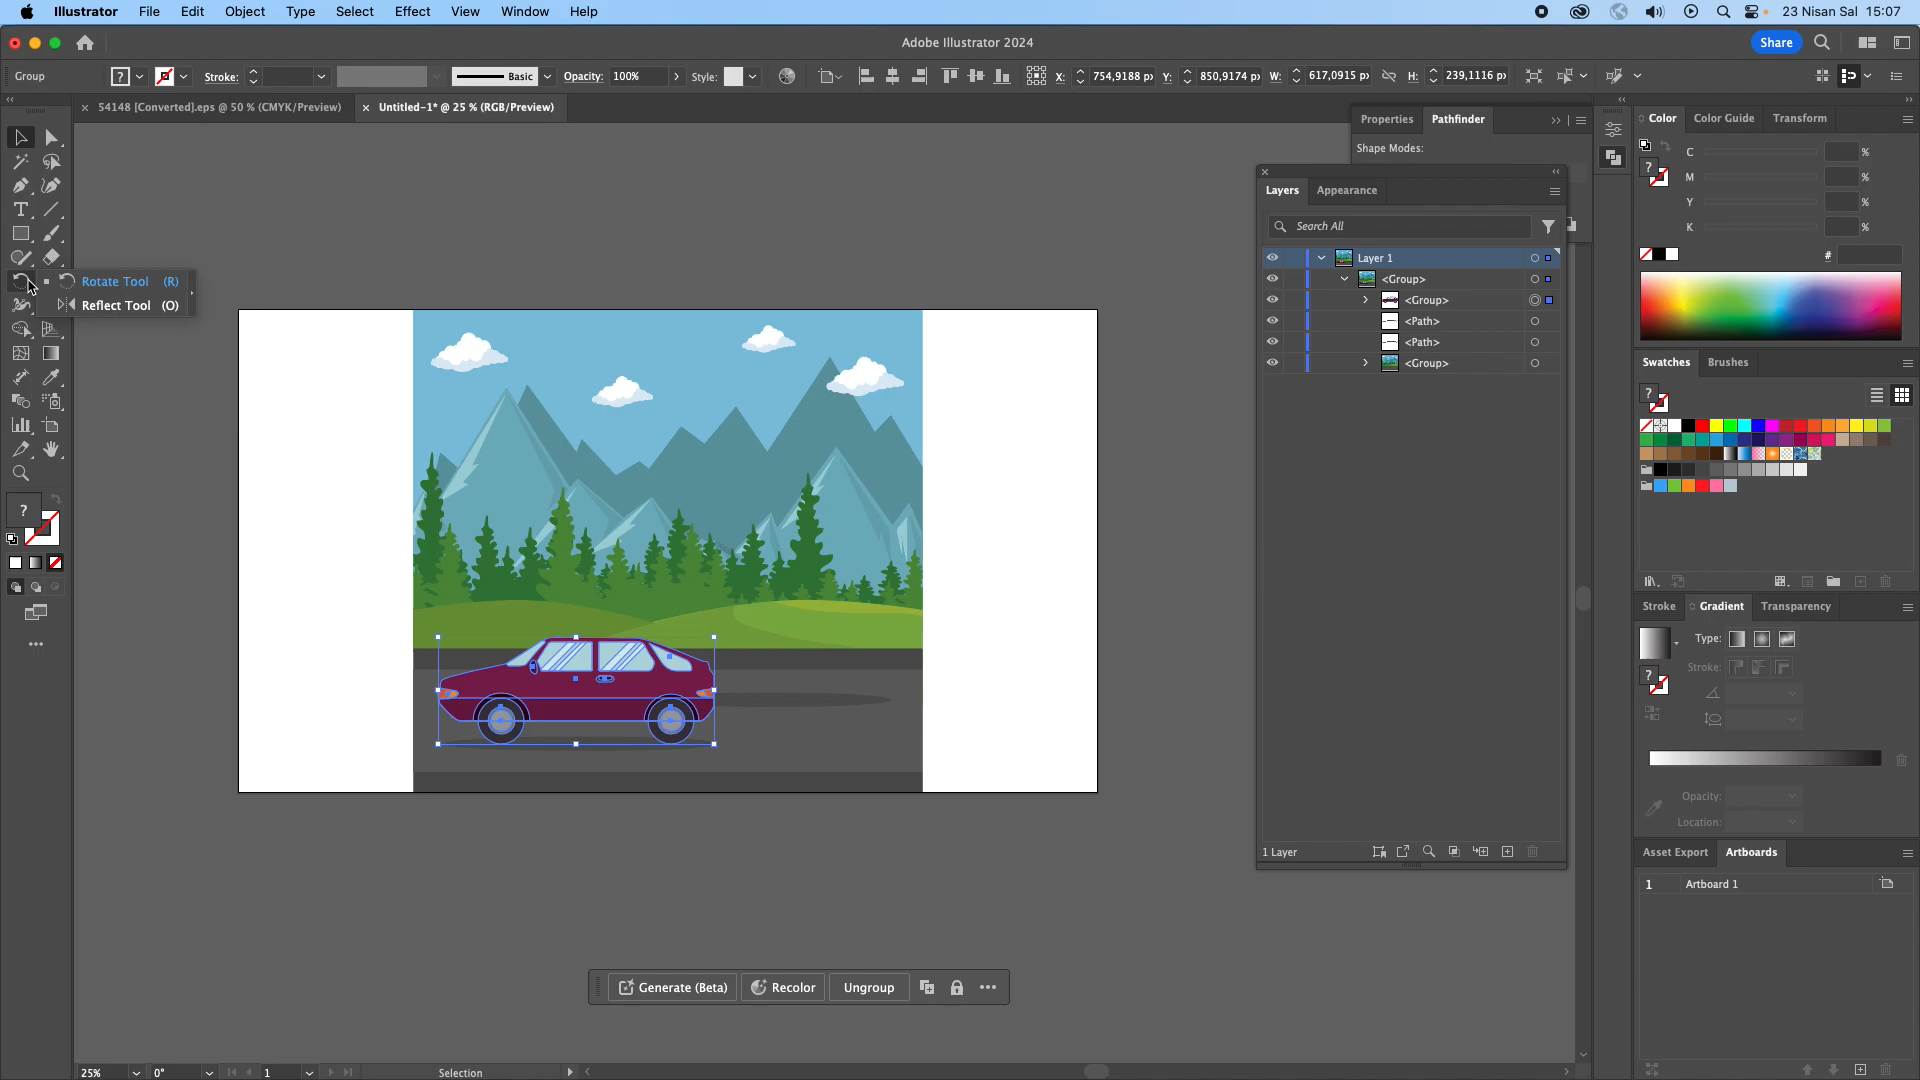 Illustrator File Edit Object Type Select Effect View Window Help 23 Nisan Sal 15:07
Adobe Illustrator 2024 Share
Group ? Stroke: Basic Opacity: 100% Style: X: 754,9188 p Y: 850,9174 p W: 617,0915 p H: 239,1116 p
54148 [Converted].eps @ 50 % (CMYK/Preview) Untitled-1* @ 25 % (RGB/Preview)
Properties Pathfinder
Shape Modes:
Color Color Guide Transform
C %
M %
Y %
K %
#
Layers Appearance
Search All
Layer 1
<Group>
<Group>
<Path>
<Path>
<Group>
1 Layer
Rotate Tool (R)
Reflect Tool (O)
Swatches Brushes
Stroke Gradient Transparency
Type:
Stroke:
Opacity:
Location:
Asset Export Artboards
1 Artboard 1
Generate (Beta) Recolor Ungroup
25% 0° 1 Selection